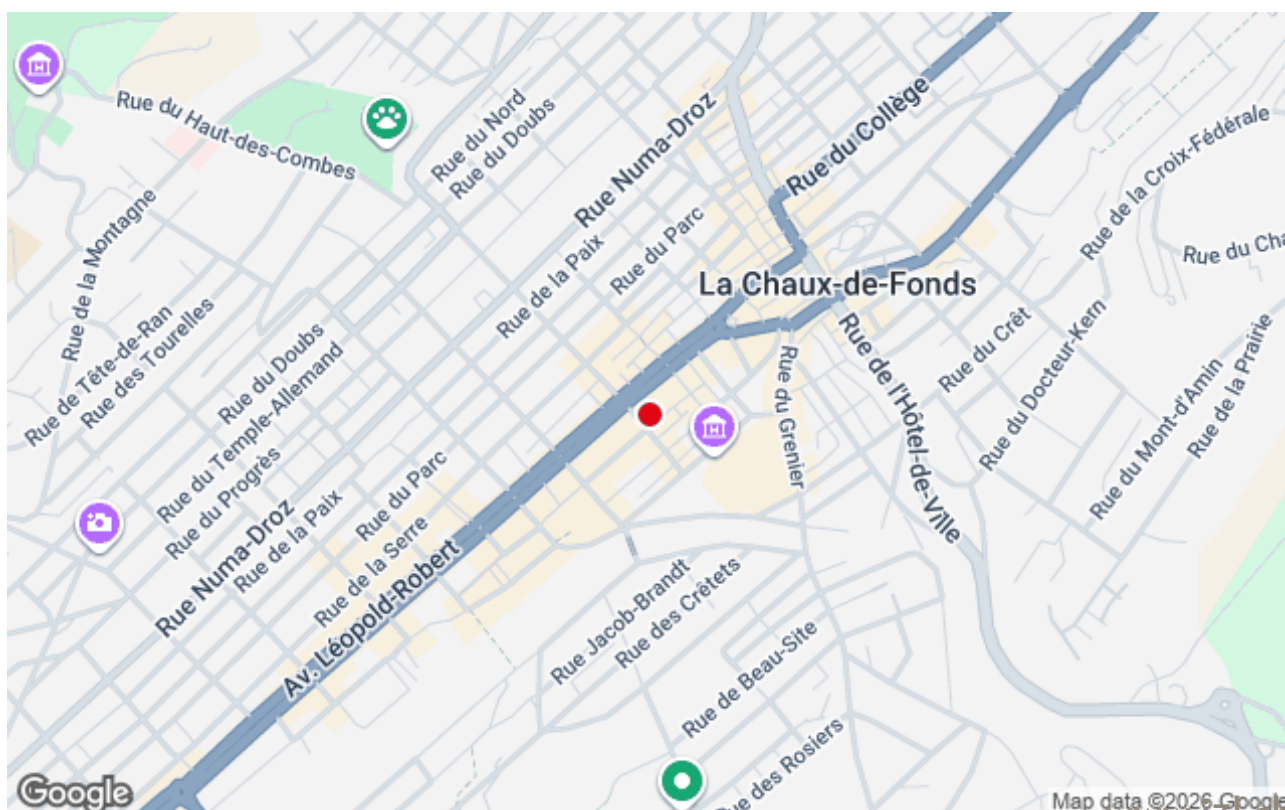 Rue du Haut-des-Combes
Rue du Nord
Rue du Doubs
Rue Numa-Droz
Rue du Collège
Rue de la Croix-Fédérale
Rue du Cha
Rue de la Montagne
Rue de la Paix
Rue du Parc
La Chaux-de-Fonds
Rue de Tête-de-Ran
Rue des Tourelles
Rue du Doubs
Rue du Temple-Allemand
Rue du Progrès
Rue Numa-Droz
Rue de la Paix
Rue du Parc
Rue de la Serre
Av. Léopold-Robert
Rue du Grenier
Rue de l'Hôtel-de-Ville
Rue du Crêt
Rue du Docteur-Kern
Rue du Mont-d'Amin
Rue de la Prairie
Rue Jacob-Brandt
Rue des Crêtets
Rue de Beau-Site
Rue des Rosiers
Google
Map data ©2026 Google